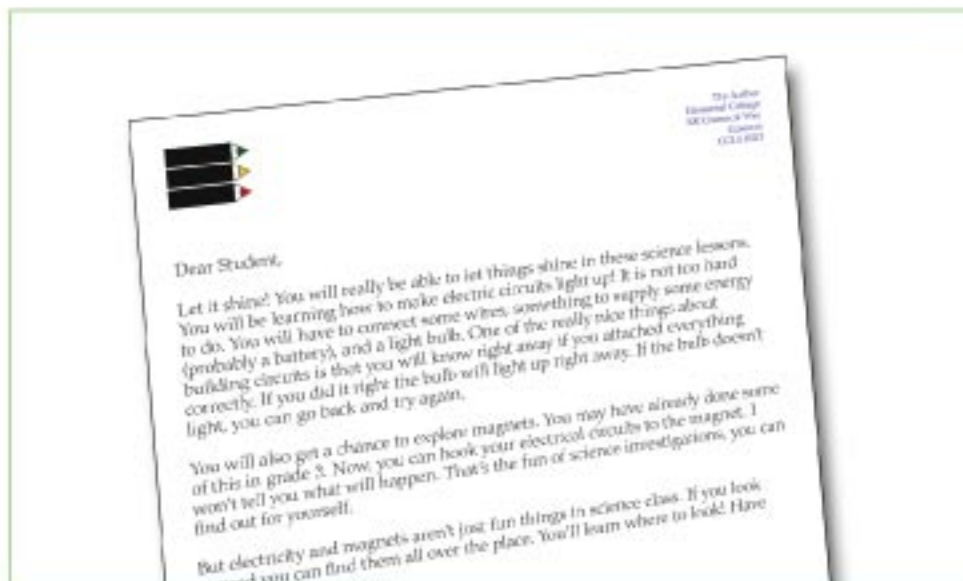 The Author
Dear Student,
Let it shine! You will really be able to let things shine in these science lessons.
You will be learning how to make electric circuits light up! It is not too hard
to do. You will have to connect some wires, something to supply some energy
(probably a battery), and a light bulb. One of the really nice things about
building circuits is that you will know right away if you attached everything
correctly. If you did it right the bulb will light up right away. If the bulb doesn't
light, you can go back and try again.
You will also get a chance to explore magnets. You may have already done some
of this in grade 3. Now, you can hook your electrical circuits to the magnet. I
won't tell you what will happen. That's the fun of science investigations, you can
find out for yourself.
But electricity and magnets aren't just fun things in science class. If you look
you can find them all over the place. You'll learn where to look! Have